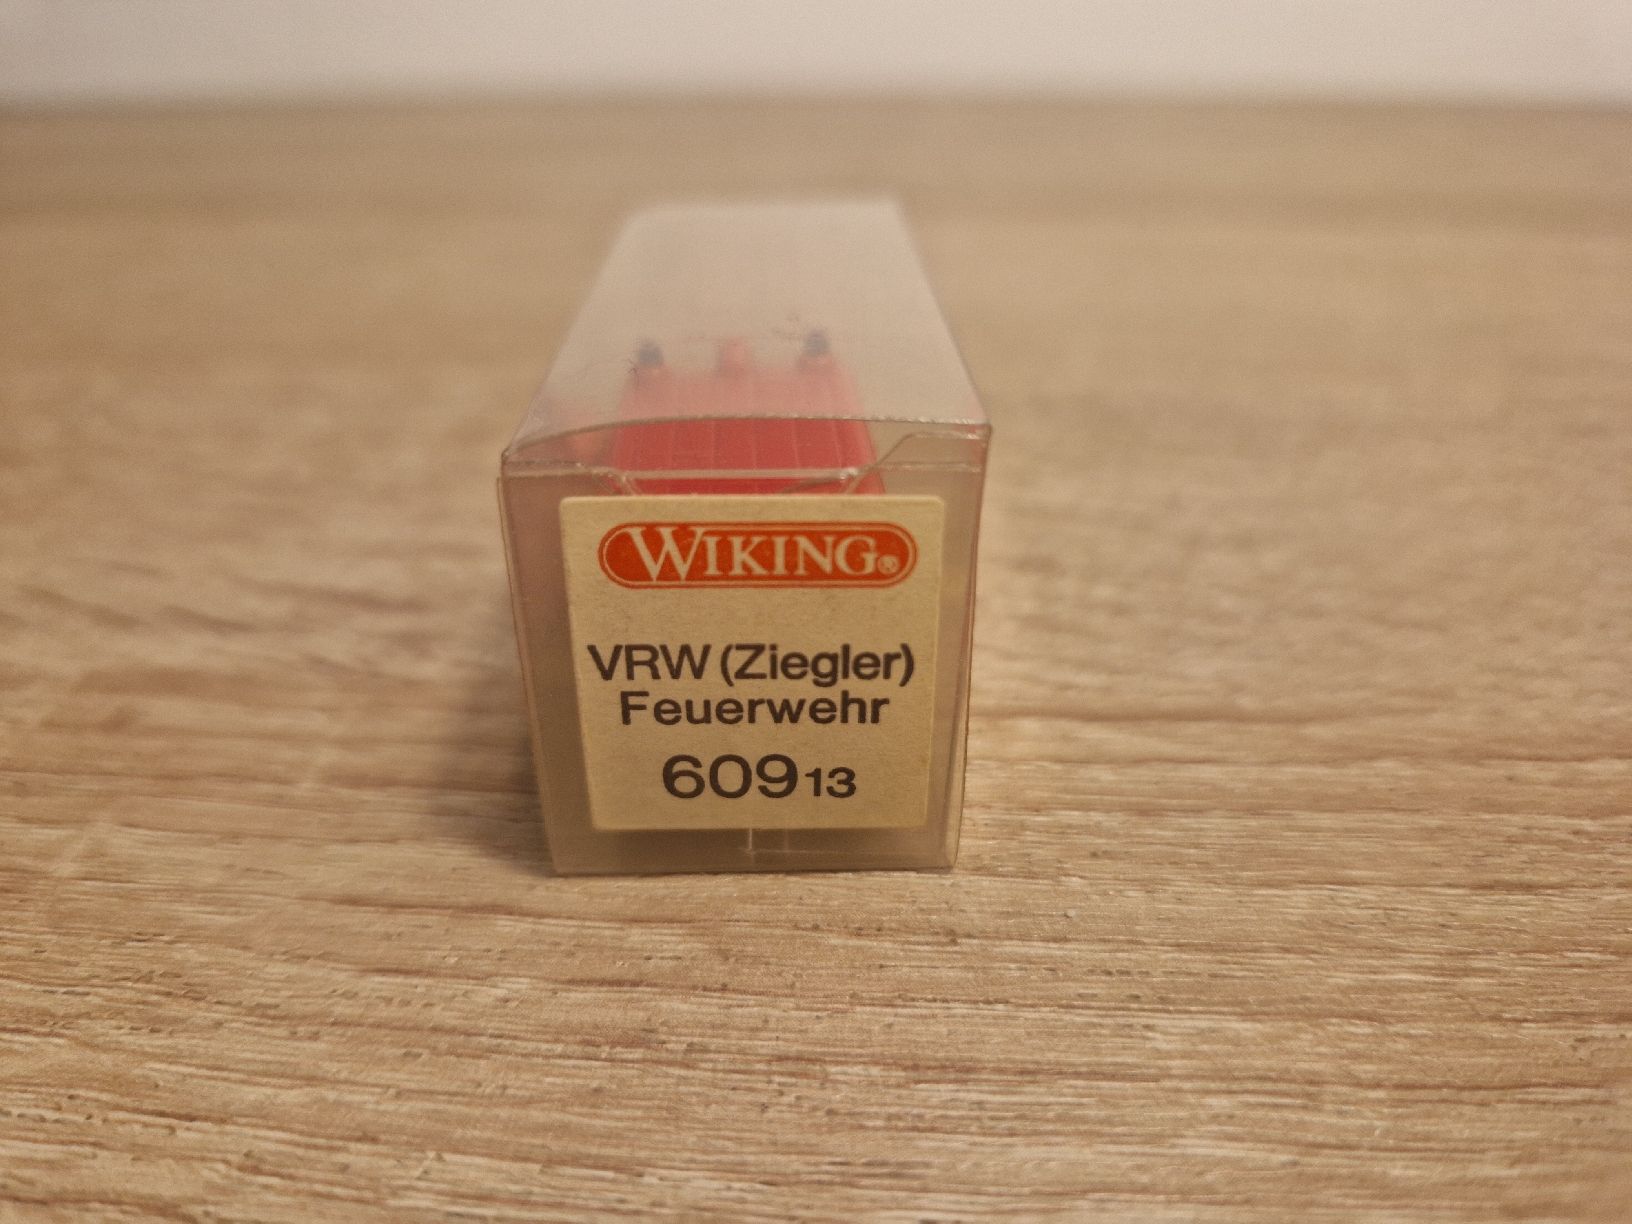 WIKING®
VRW (Ziegler)
Feuerwehr
609 13